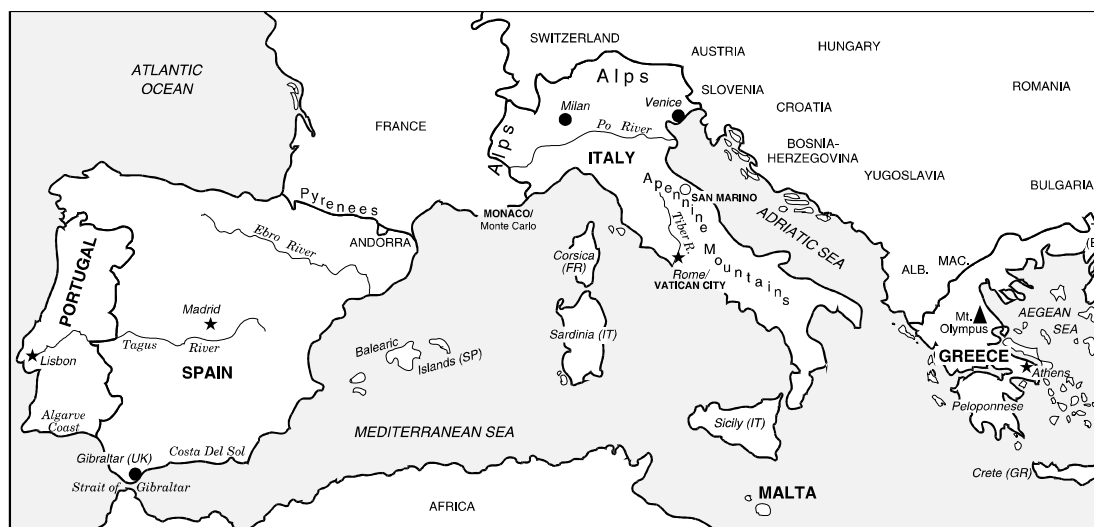 SWITZERLAND
AUSTRIA
HUNGARY
ATLANTIC
OCEAN
Alps
SLOVENIA
ROMANIA
Milan
Venice
CROATIA
FRANCE
Po River
Alps
ITALY
BOSNIA-
HERZEGOVINA
YUGOSLAVIA
BULGARIA
Pyrenees
Apennine Mountains
SAN MARINO
MONACO/
Monte Carlo
Tiber R.
ADRIATIC SEA
Ebro River
ANDORRA
Corsica
(FR)
Rome/
VATICAN CITY
ALB.
MAC.
PORTUGAL
Madrid
Mt.
Olympus
AEGEAN
SEA
Sardinia (IT)
Tagus River
Lisbon
Balearic
Islands (SP)
SPAIN
GREECE
Athens
Algarve
Coast
Peloponnese
Sicily (IT)
MEDITERRANEAN SEA
Costa Del Sol
Gibraltar (UK)
Strait of Gibraltar
Crete (GR)
MALTA
AFRICA